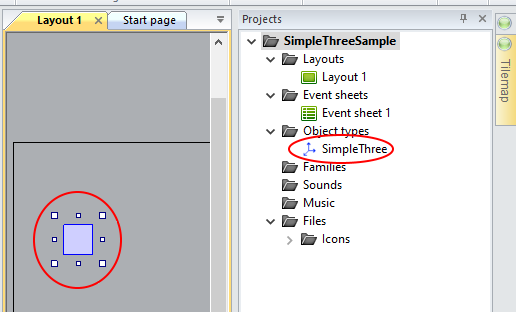 Layout 1
Start page
Projects
SimpleThreeSample
Layouts
Layout 1
Event sheets
Event sheet 1
Object types
SimpleThree
Families
Sounds
Music
Files
Icons
Tilemap